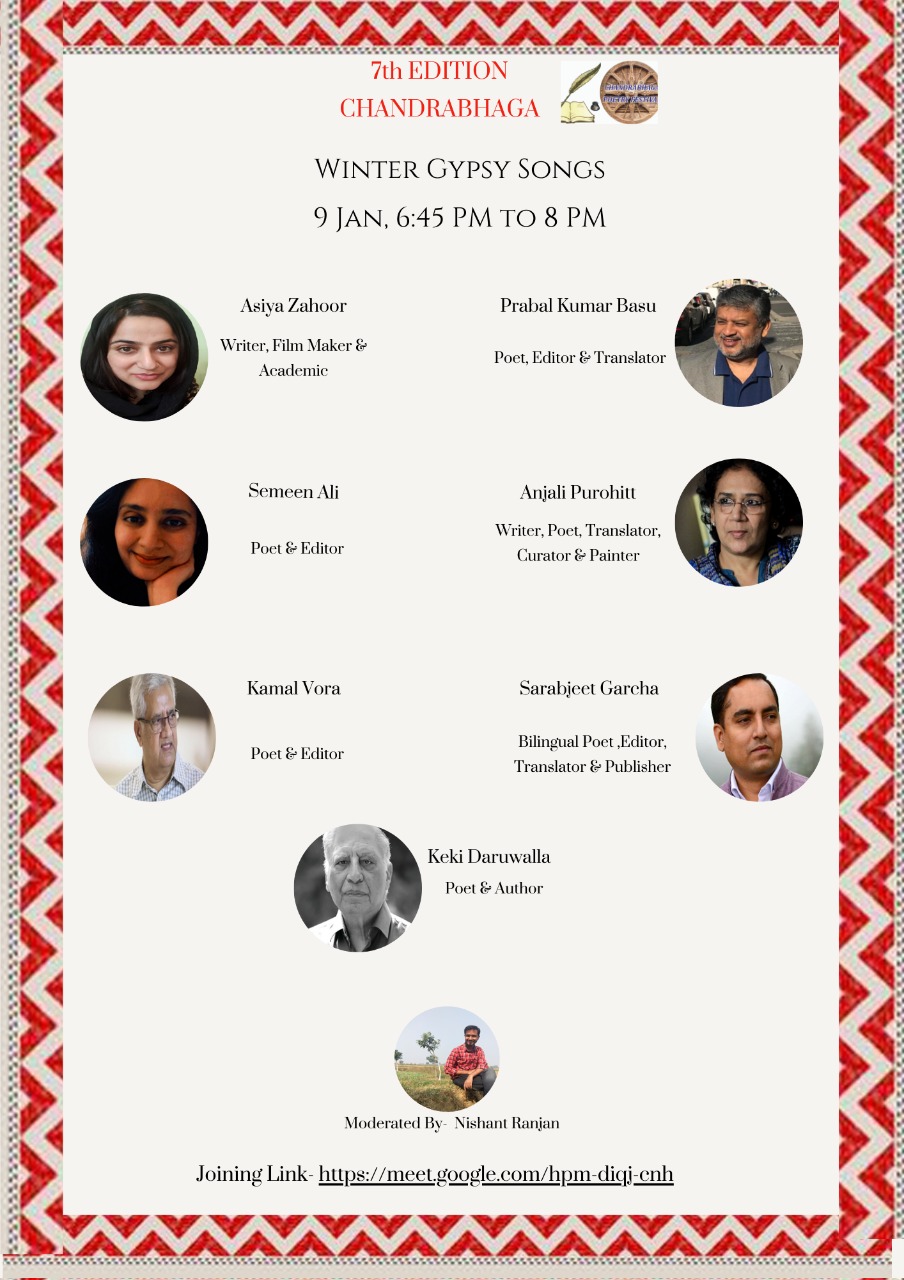 7th EDITION
CHANDRABHAGA
CHANDRABHAGA
POETRY FESTIVAL
Winter Gypsy Songs
9 Jan, 6:45 PM to 8 PM
Asiya Zahoor
Writer, Film Maker &
Academic
Prabal Kumar Basu
Poet, Editor & Translator
Semeen Ali
Poet & Editor
Anjali Purohitt
Writer, Poet, Translator,
Curator & Painter
Kamal Vora
Poet & Editor
Sarabjeet Garcha
Bilingual Poet ,Editor,
Translator & Publisher
Keki Daruwalla
Poet & Author
Moderated By- Nishant Ranjan
Joining Link- https://meet.google.com/hpm-diqj-cnh